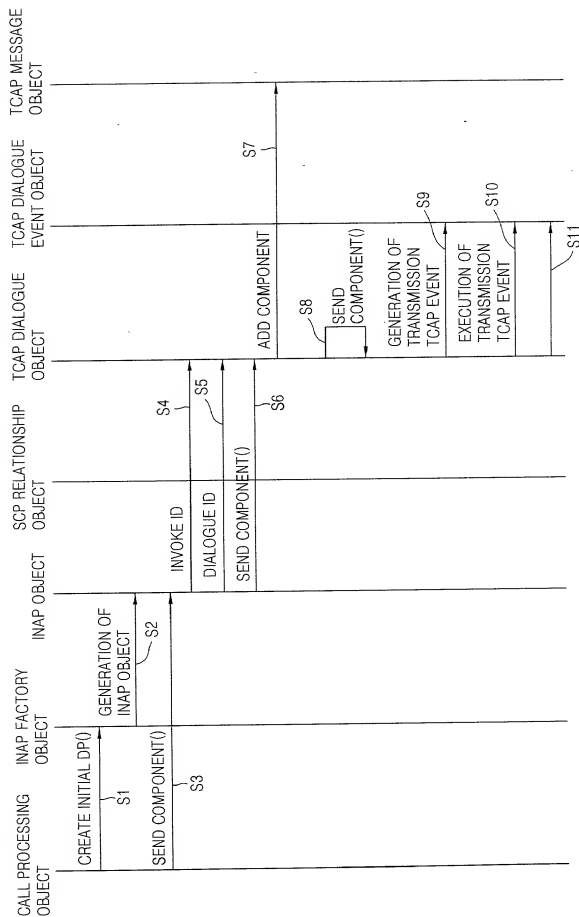 CALL PROCESSING
OBJECT
INAP FACTORY
OBJECT
INAP OBJECT
SCP RELATIONSHIP
OBJECT
TCAP DIALOGUE
OBJECT
TCAP DIALOGUE
EVENT OBJECT
TCAP MESSAGE
OBJECT
CREATE INITIAL DP()
S1
GENERATION OF
INAP OBJECT
S2
SEND COMPONENT()
S3
INVOKE ID
S4
DIALOGUE ID
S5
SEND COMPONENT()
S6
ADD COMPONENT
S7
S8
SEND
COMPONENT()
GENERATION OF
TRANSMISSION
TCAP EVENT
S9
EXECUTION OF
TRANSMISSION
TCAP EVENT
S10
S11